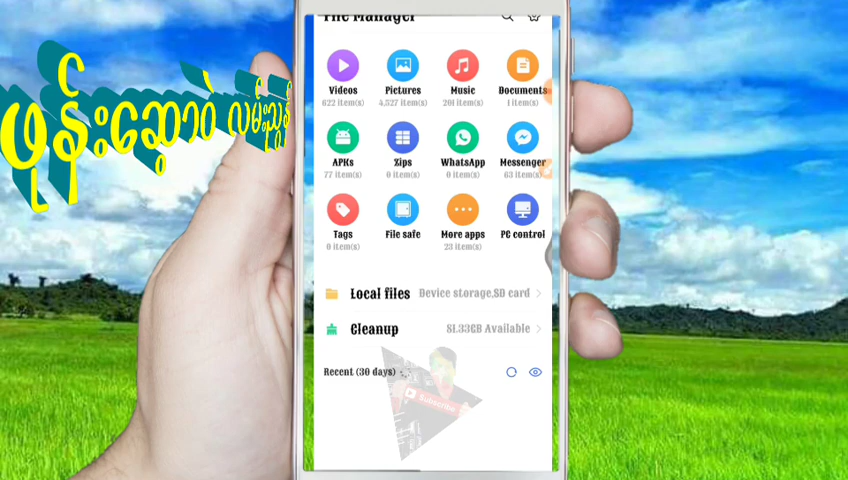 ဖုန်းဆော့ဝဲ လမ်းညွှန်
File Manager
Videos Pictures Music Documents
622 item(s) 4,527 item(s) 201 item(s) 1 item(s)
APKs Zips WhatsApp Messenger
77 item(s) 0 item(s) 0 item(s) 63 item(s)
Tags File safe More apps PC control
0 item(s) 23 item(s)
Local files Device storage,SD card
Cleanup 81.33GB Available
Recent (30 days)
Subscribe